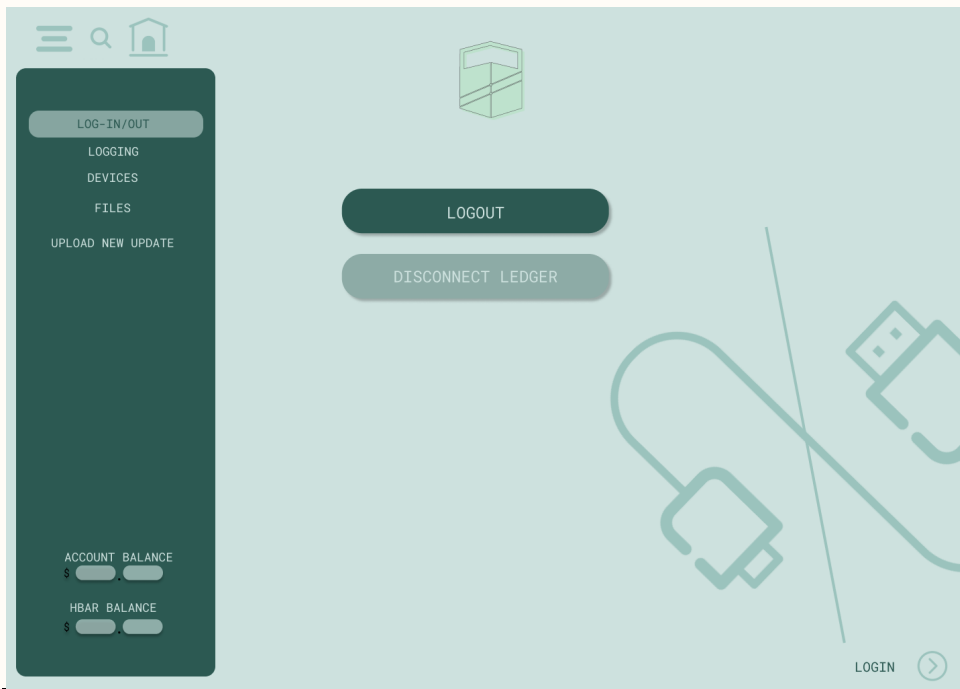 LOG-IN/OUT
LOGGING
DEVICES
FILES
UPLOAD NEW UPDATE
LOGOUT
DISCONNECT LEDGER
ACCOUNT BALANCE
$ .
HBAR BALANCE
$ .
LOGIN